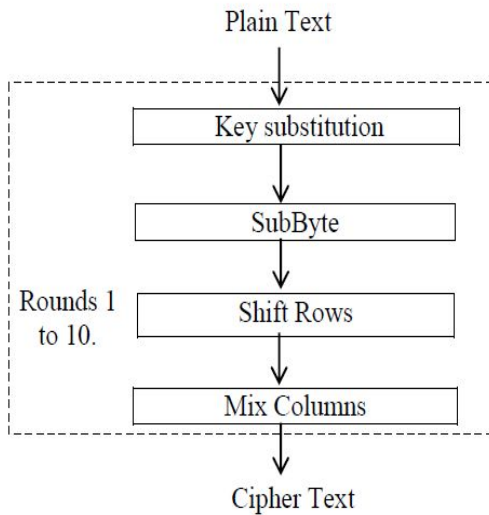 Plain Text
Key substitution
SubByte
Shift Rows
Rounds 1
to 10.
Mix Columns
Cipher Text